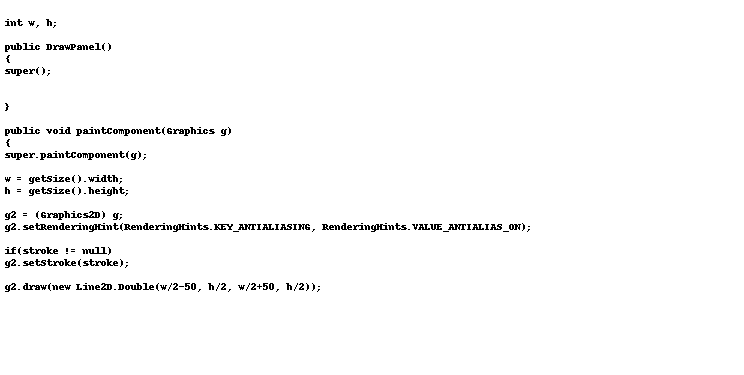 int w, h;
public DrawPanel()
{
super();
}
public void paintComponent(Graphics g)
{
super.paintComponent(g);
w = getSize().width;
h = getSize().height;
g2 = (Graphics2D) g;
g2.setRenderingHint(RenderingHints.KEY_ANTIALIASING, RenderingHints.VALUE_ANTIALIAS_ON);
if(stroke != null)
g2.setStroke(stroke);
g2.draw(new Line2D.Double(w/2-50, h/2, w/2+50, h/2));